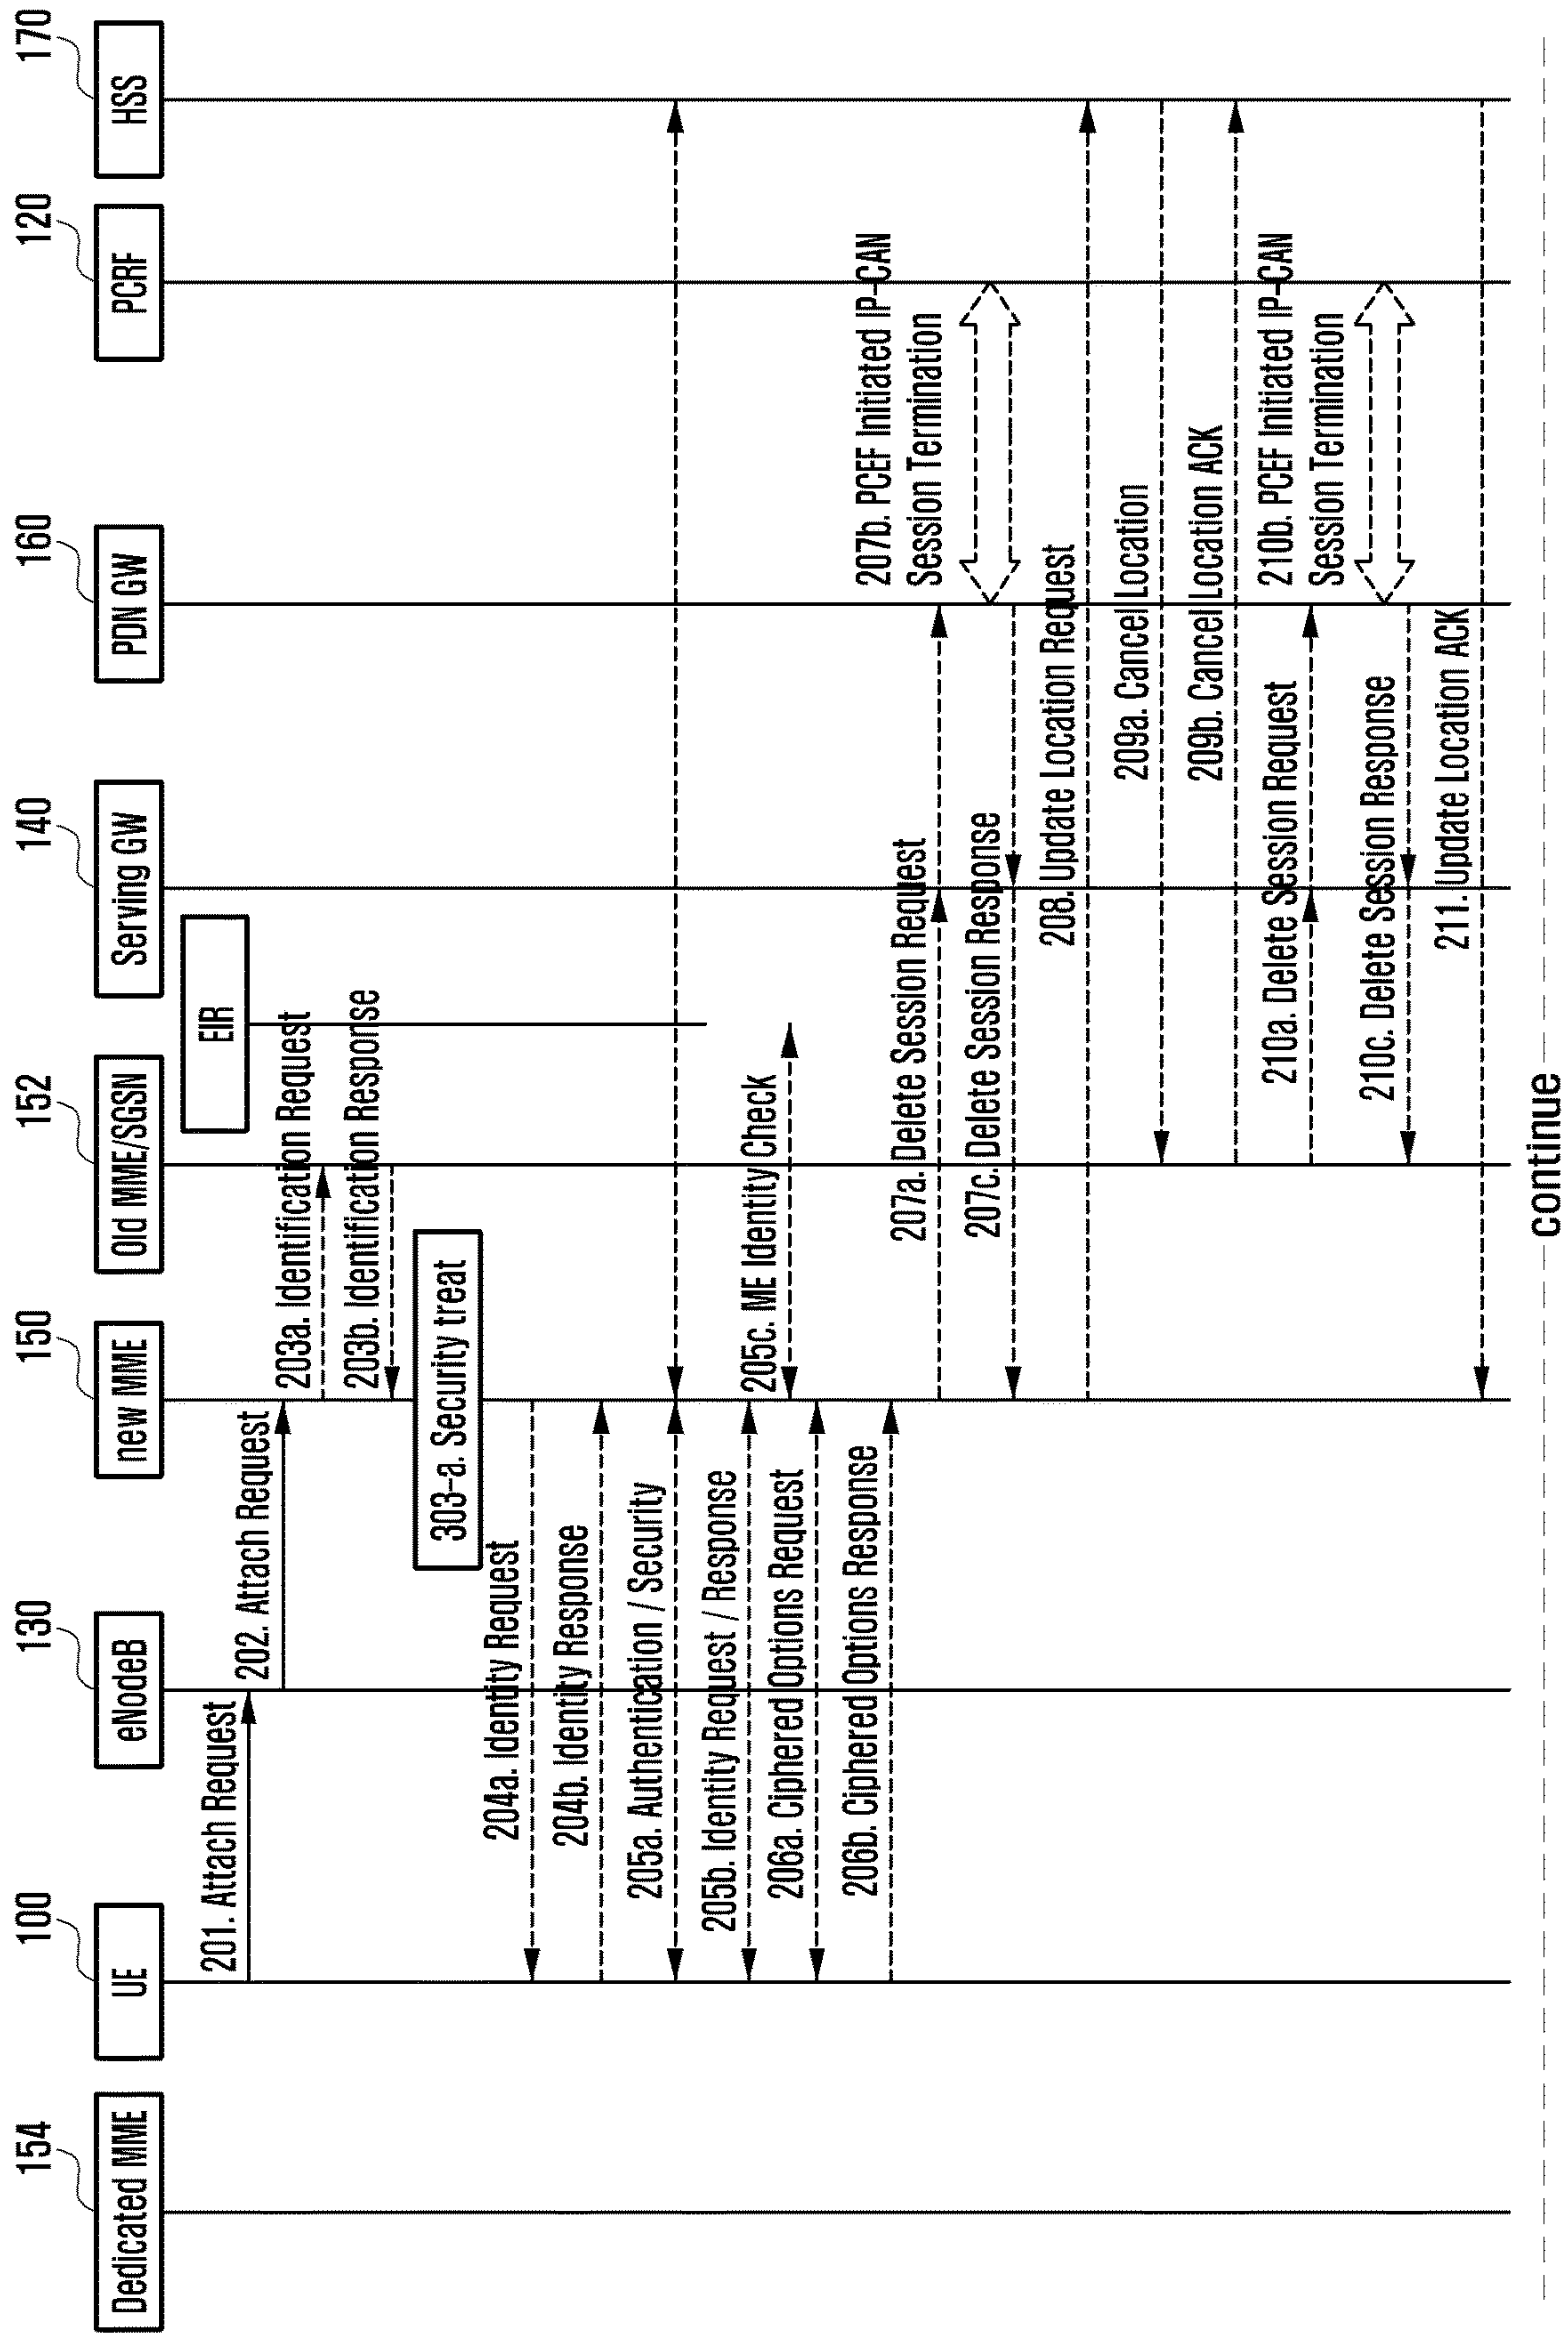 154
100
130
150
152
140
160
120
170
Dedicated MME
UE
eNodeB
new MME
Old MME/SGSN
Serving GW
PDN GW
PCRF
HSS
EIR
201. Attach Request
202. Attach Request
203a. Identification Request
203b. Identification Response
303-a. Security treat
204a. Identity Request
204b. Identity Response
205a. Authentication / Security
205b. Identity Request / Response
205c. ME Identity Check
206a. Ciphered Options Request
206b. Ciphered Options Response
207a. Delete Session Request
207b. PCEF Initiated IP-CAN
Session Termination
207c. Delete Session Response
208. Update Location Request
209a. Cancel Location
209b. Cancel Location ACK
210a. Delete Session Request
210b. PCEF Initiated IP-CAN
Session Termination
210c. Delete Session Response
211. Update Location ACK
continue